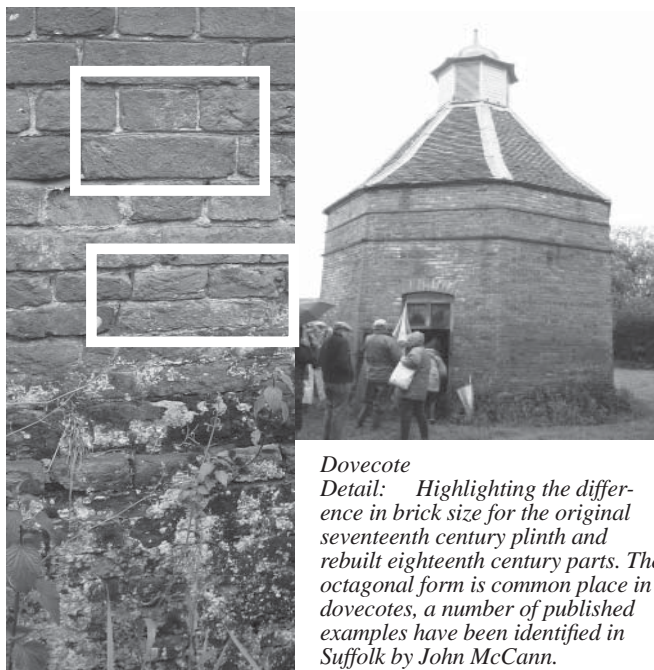 Dovecote
Detail: Highlighting the differ-
ence in brick size for the original
seventeenth century plinth and
rebuilt eighteenth century parts. The
octagonal form is common place in
dovecotes, a number of published
examples have been identified in
Suffolk by John McCann.